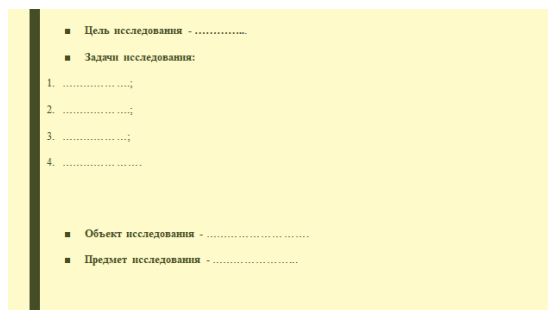 ▪ Цель исследования - …………...
▪ Задачи исследования:
1. …………… ….;
2. …………… ….;
3. …………… …;
4. …………… …….
▪ Объект исследования - …………………………
▪ Предмет исследования - ……………………